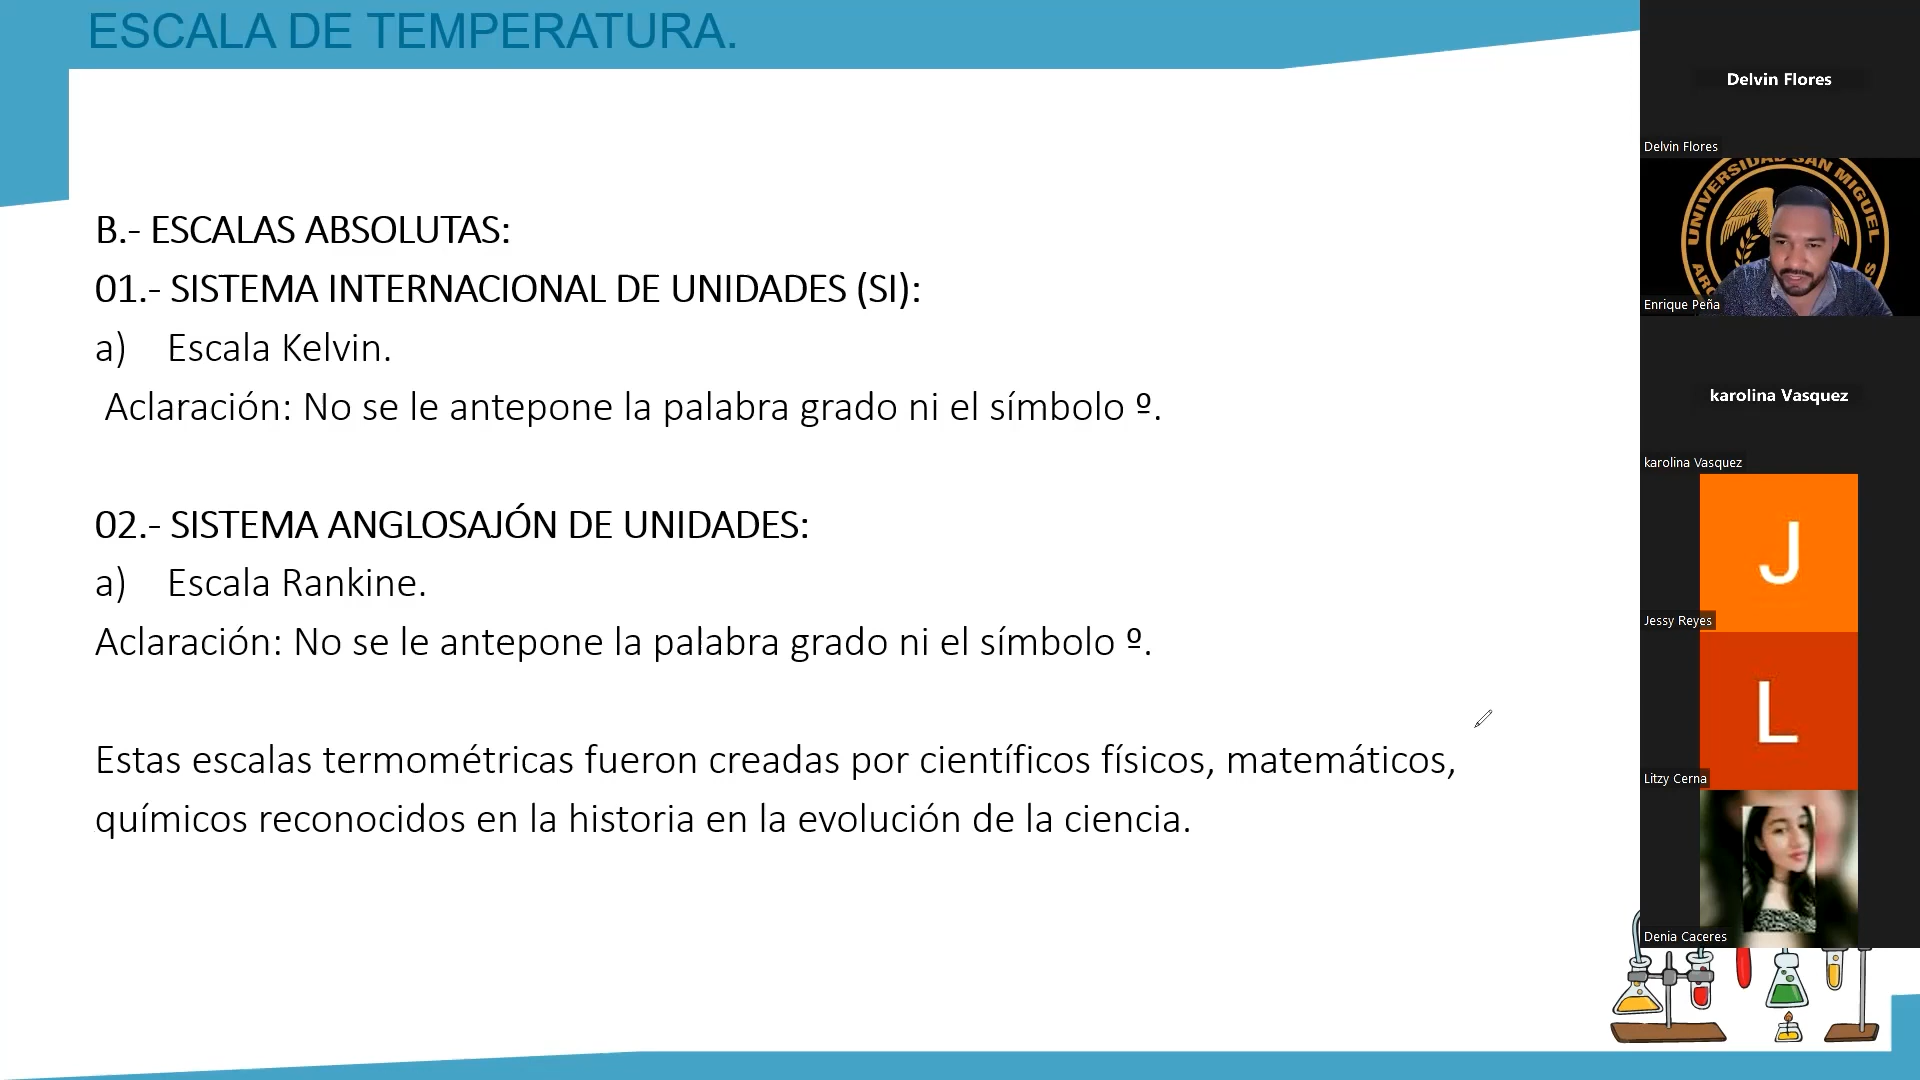 ESCALA DE TEMPERATURA.
B.- ESCALAS ABSOLUTAS:
01.- SISTEMA INTERNACIONAL DE UNIDADES (SI):
a) Escala Kelvin.
Aclaración: No se le antepone la palabra grado ni el símbolo º.
02.- SISTEMA ANGLOSAJÓN DE UNIDADES:
a) Escala Rankine.
Aclaración: No se le antepone la palabra grado ni el símbolo º.
Estas escalas termométricas fueron creadas por científicos físicos, matemáticos,
químicos reconocidos en la historia en la evolución de la ciencia.
Delvin Flores
Delvin Flores
UNIVERSIDAD SAN MIGUEL
Enrique Peña
karolina Vasquez
karolina Vasquez
J
Jessy Reyes
L
Litzy Cerna
Denia Caceres